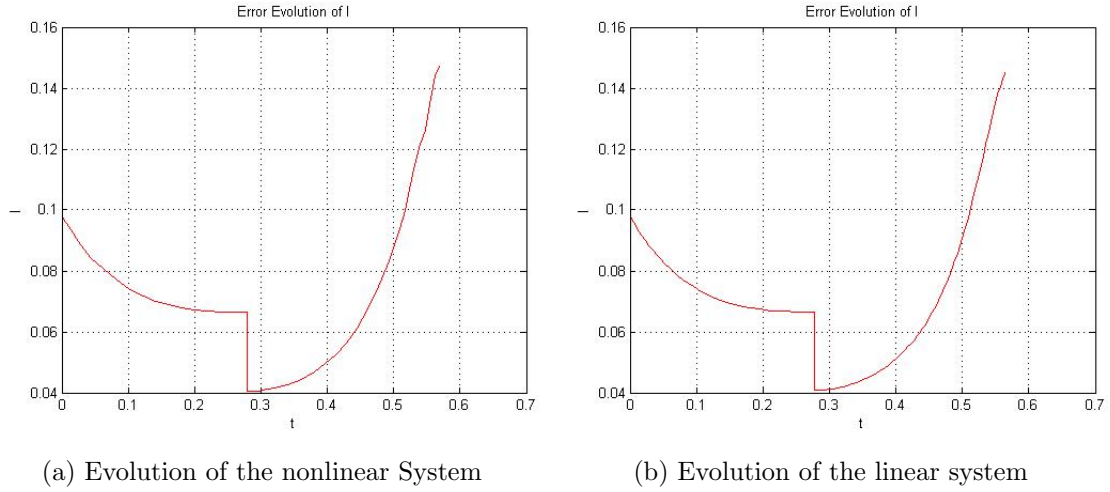 Error Evolution of l
0.16
0.14
0.12
0.1
0.08
0.06
0.04
l
0 0.1 0.2 0.3 0.4 0.5 0.6 0.7
t
(a) Evolution of the nonlinear System
Error Evolution of l
0.16
0.14
0.12
0.1
0.08
0.06
0.04
l
0 0.1 0.2 0.3 0.4 0.5 0.6 0.7
t
(b) Evolution of the linear system